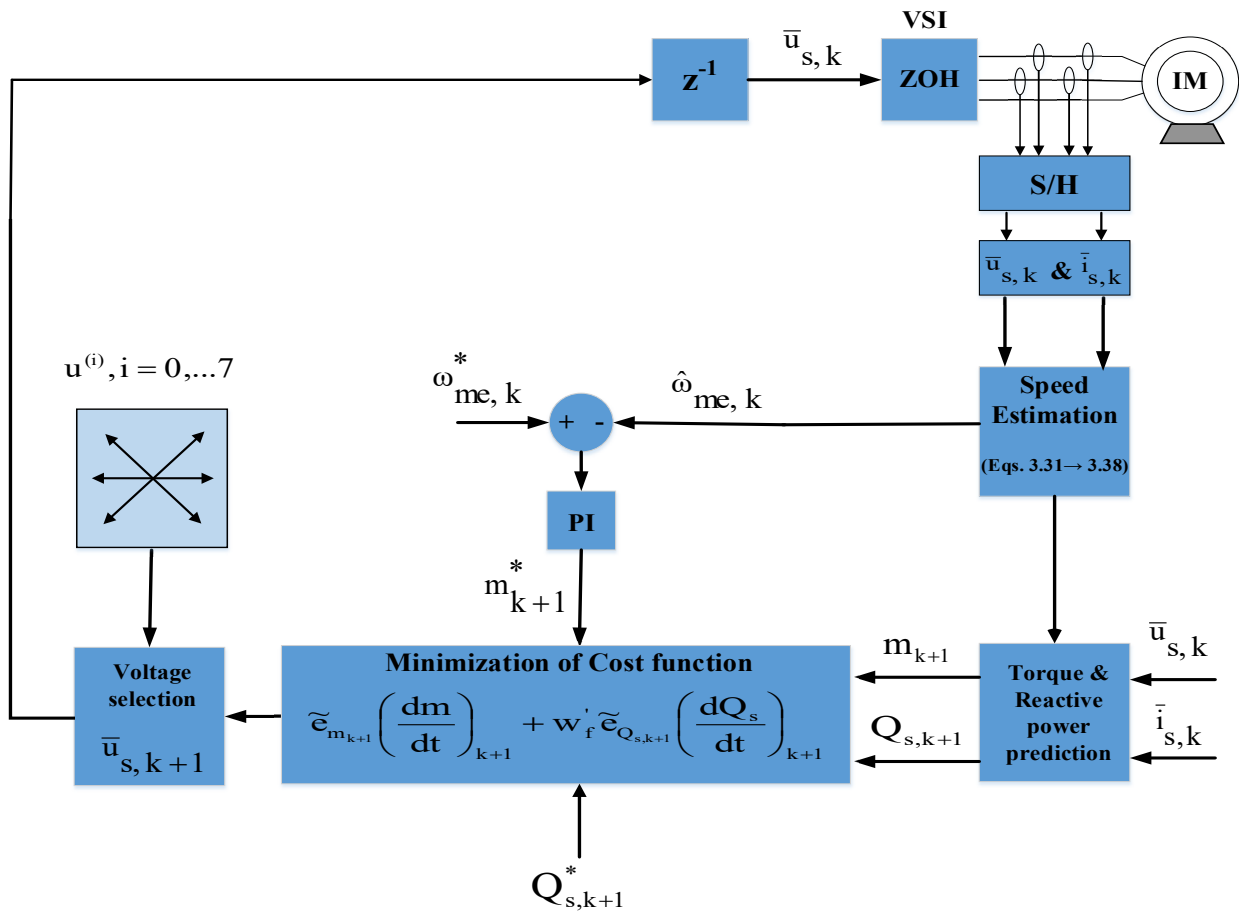 VSI
z⁻¹
u̅ s, k
ZOH
IM
S/H
u̅ s,k & i̅ s,k
u⁽ⁱ⁾, i = 0,...7
ω* me, k
+ -
ω̂ me, k
Speed
Estimation
(Eqs. 3.31→ 3.38)
PI
m* k+1
Voltage
selection
u̅ s, k+1
Minimization of Cost function
ẽ m k+1 (dm/dt) k+1 + w'f ẽ Q s,k+1 (dQs/dt) k+1
m k+1
Q s,k+1
Torque &
Reactive
power
prediction
u̅ s, k
i̅ s, k
Q* s,k+1